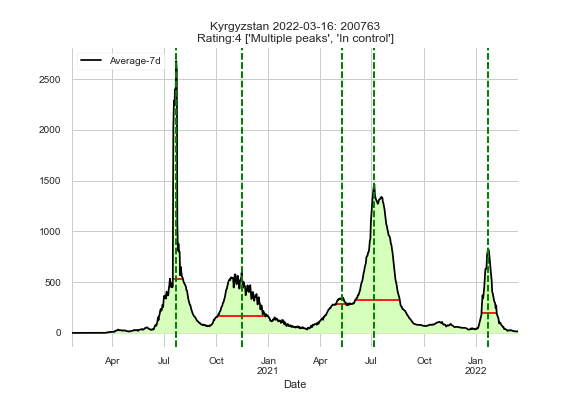 Kyrgyzstan 2022-03-16: 200763
Rating:4 ['Multiple peaks', 'In control']
Average-7d
2500
2000
1500
1000
500
0
Apr Jul Oct Jan Apr Jul Oct Jan
2021 2022
Date